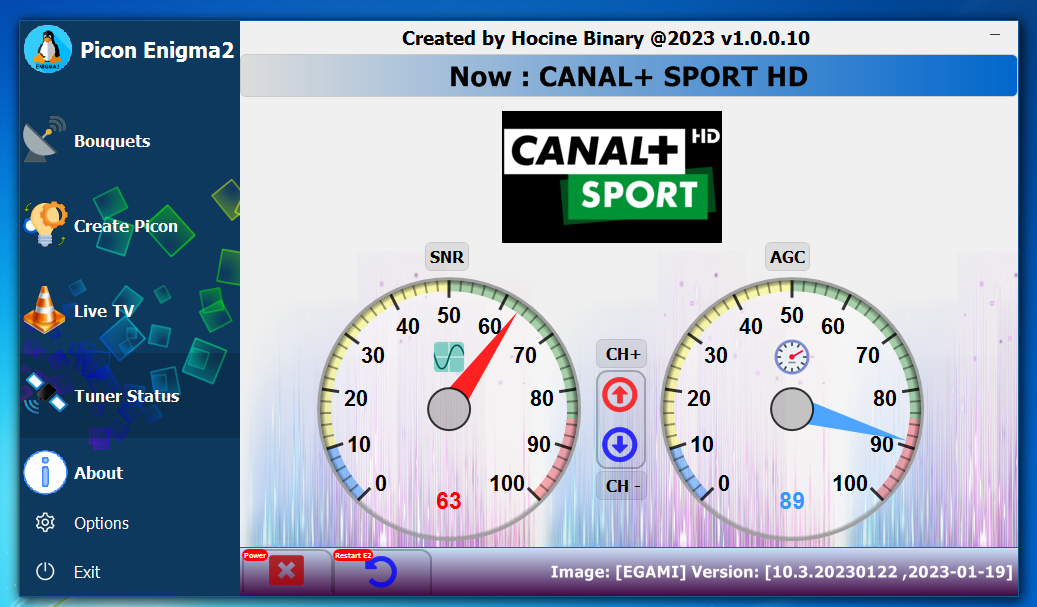 Picon Enigma2
ENIGMA2
Bouquets
Create Picon
Live TV
Tuner Status
About
Options
Exit
Created by Hocine Binary @2023 v1.0.0.10
Now : CANAL+ SPORT HD
CANAL+ HD
SPORT
SNR
0
10
20
30
40
50
60
70
80
90
100
63
CH+
CH -
AGC
0
10
20
30
40
50
60
70
80
90
100
89
Power
Restart E2
Image: [EGAMI] Version: [10.3.20230122 ,2023-01-19]